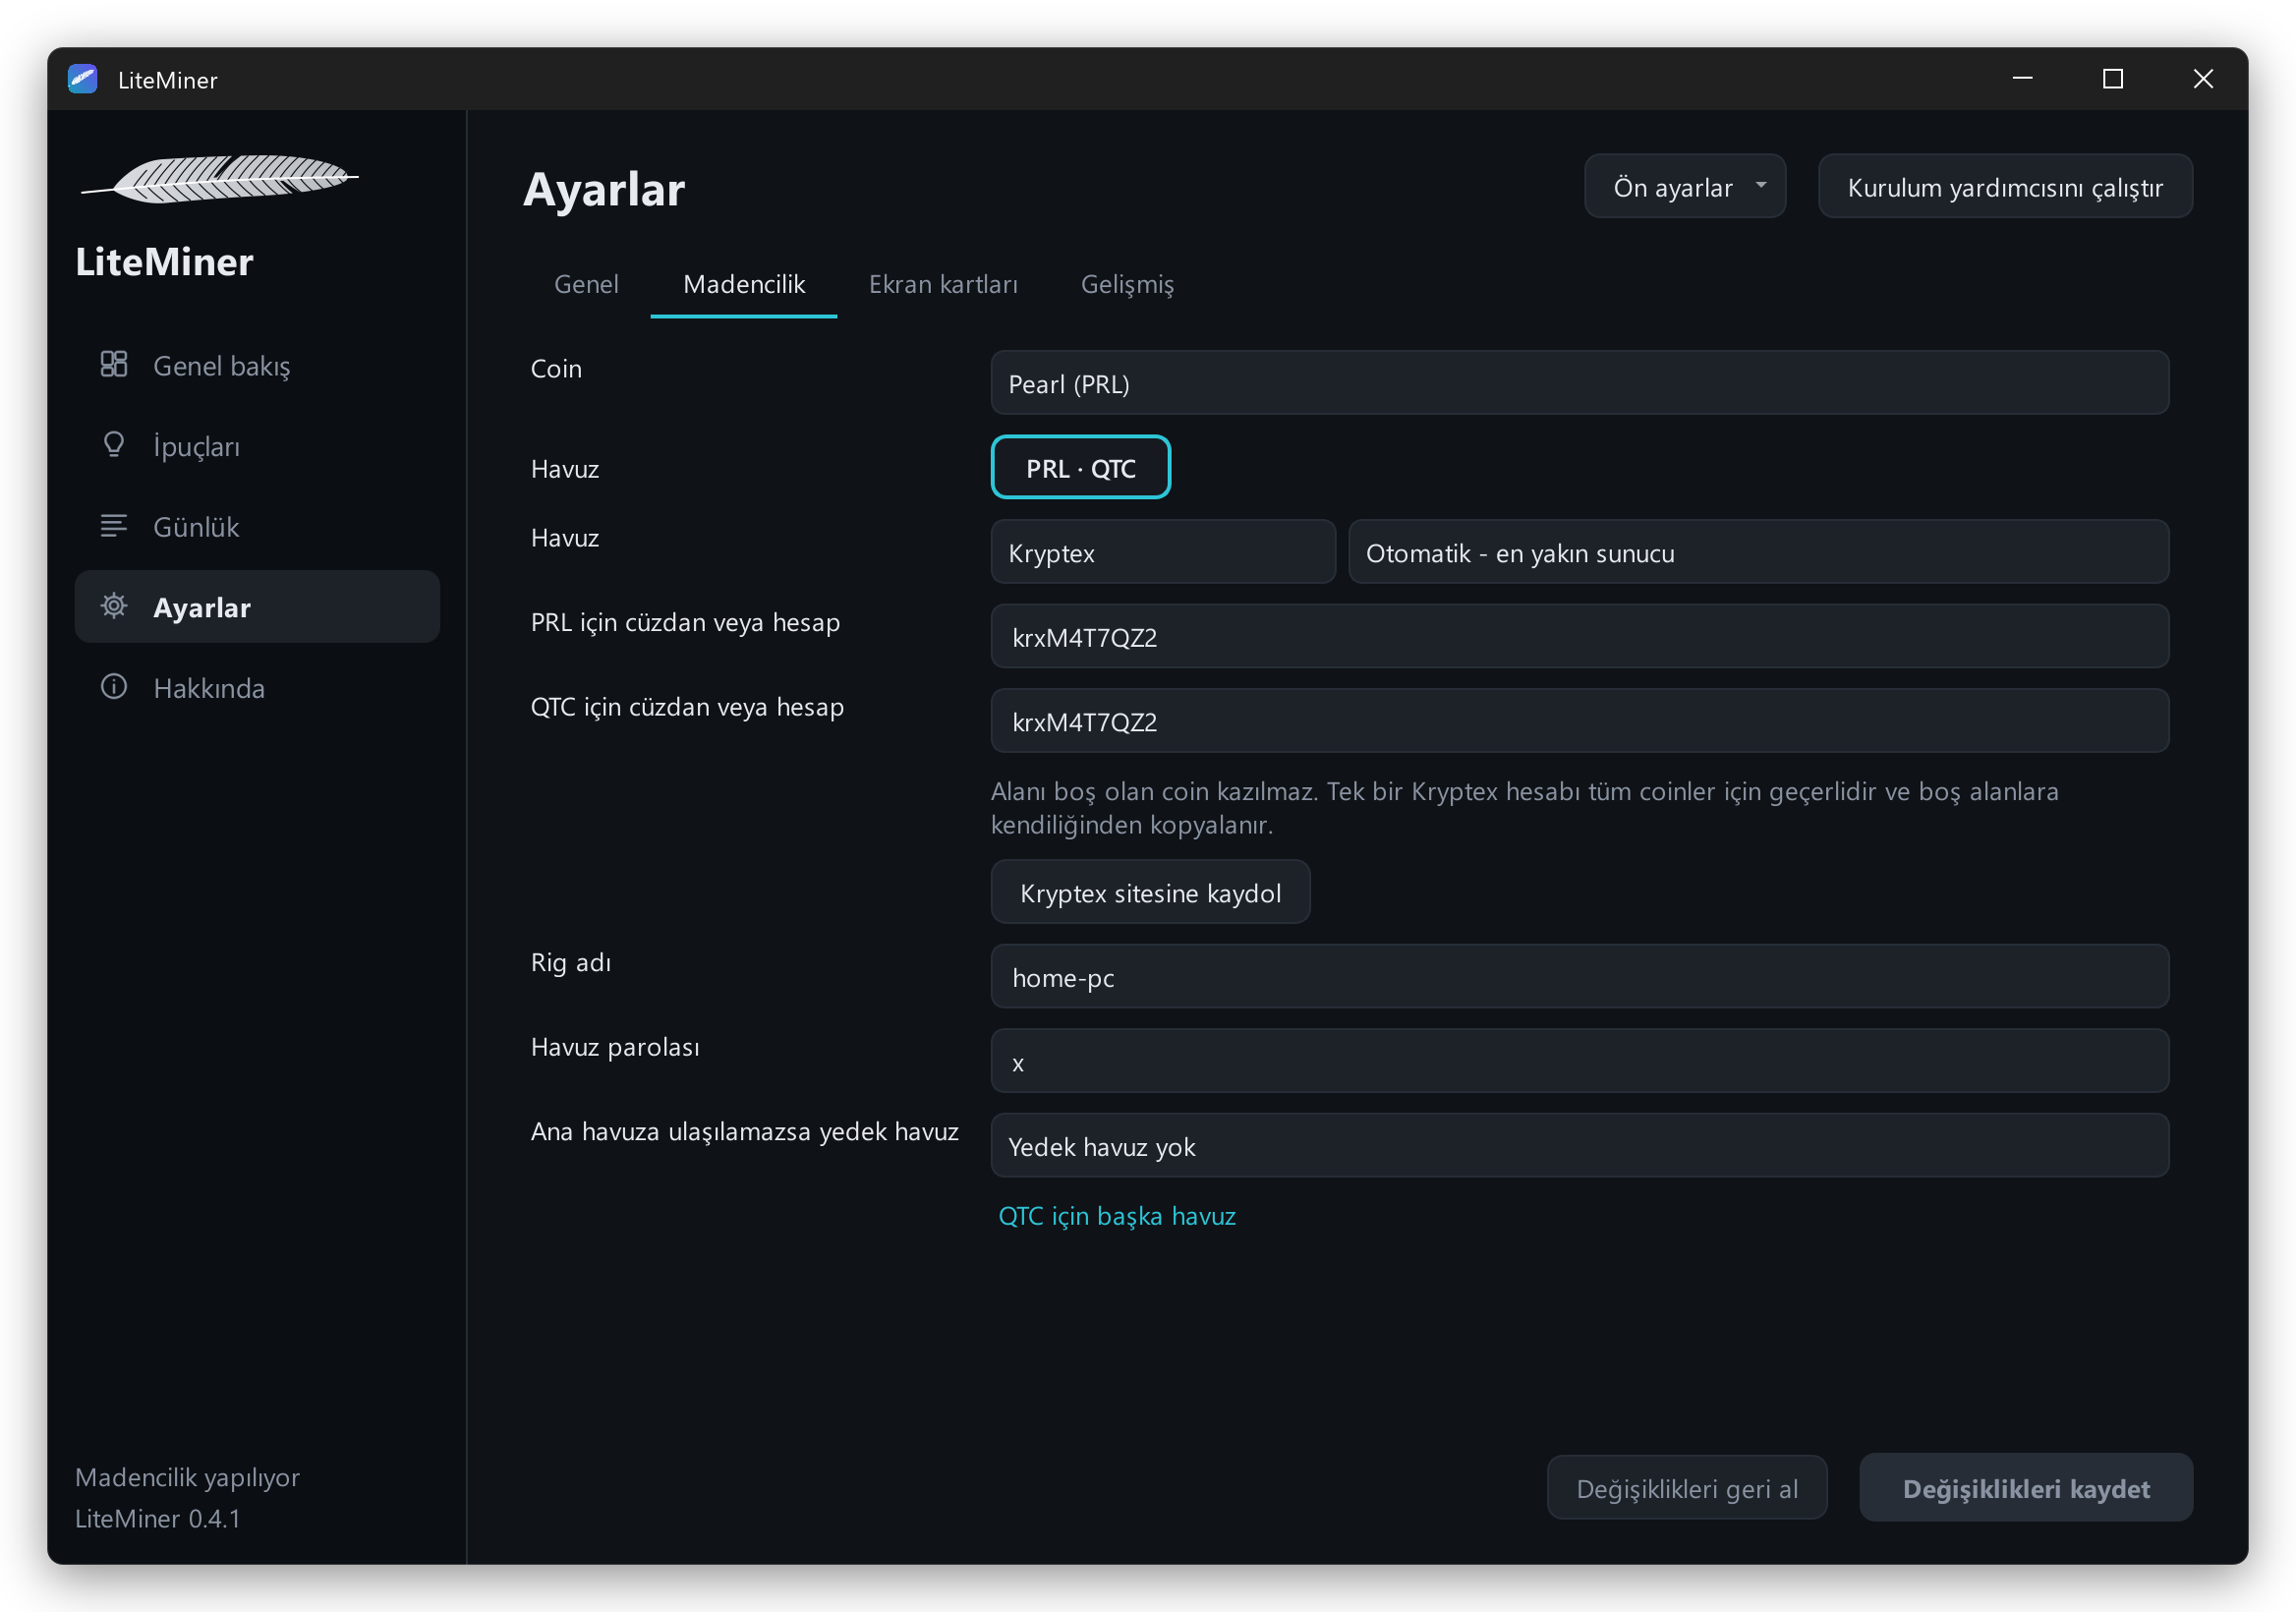 LiteMiner
LiteMiner
Genel bakış
İpuçları
Günlük
Ayarlar
Hakkında
Madencilik yapılıyor
LiteMiner 0.4.1
Ayarlar
Ön ayarlar
Kurulum yardımcısını çalıştır
Genel
Madencilik
Ekran kartları
Gelişmiş
Coin
Pearl (PRL)
Havuz
PRL · QTC
Havuz
Kryptex
Otomatik - en yakın sunucu
PRL için cüzdan veya hesap
krxM4T7QZ2
QTC için cüzdan veya hesap
krxM4T7QZ2
Alanı boş olan coin kazılmaz. Tek bir Kryptex hesabı tüm coinler için geçerlidir ve boş alanlara
kendiliğinden kopyalanır.
Kryptex sitesine kaydol
Rig adı
home-pc
Havuz parolası
x
Ana havuza ulaşılamazsa yedek havuz
Yedek havuz yok
QTC için başka havuz
Değişiklikleri geri al
Değişiklikleri kaydet